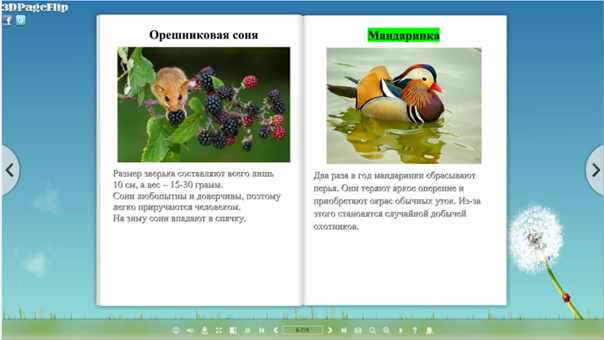 3DPageFlip
Орешниковая соня
Размер зверька составляют всего лишь
10 см, а вес – 15-30 грамм.
Сони любопытны и доверчивы, поэтому
легко приручаются человеком.
На зиму сони впадают в спячку.
Мандаринка
Два раза в год мандаринки сбрасывают
перья. Они теряют яркое оперение и
приобретают окрас обычных уток. Из-за
этого становятся случайной добычей
охотников.
6-7/9